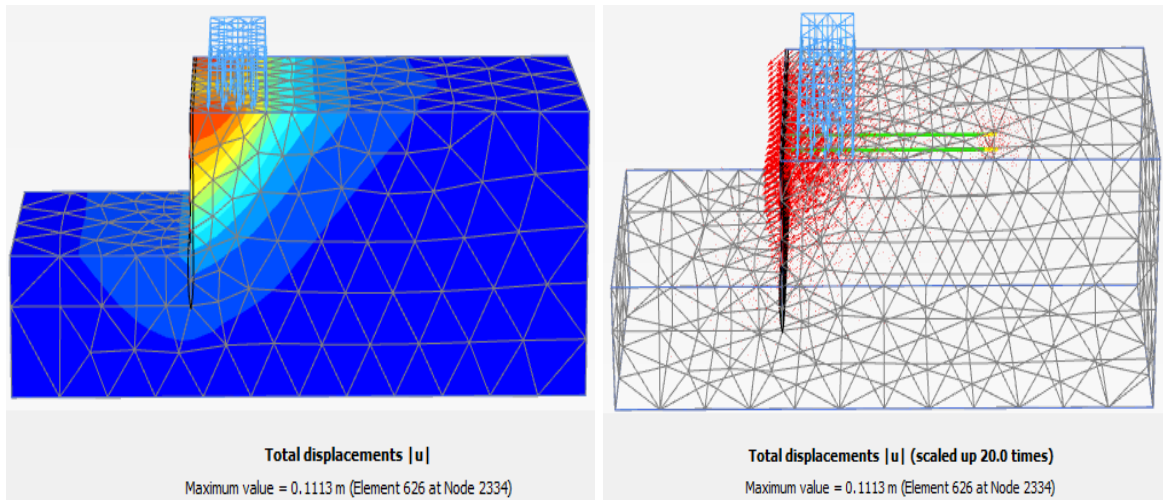 Total displacements |u|
Maximum value = 0.1113 m (Element 626 at Node 2334)
Total displacements |u| (scaled up 20.0 times)
Maximum value = 0.1113 m (Element 626 at Node 2334)